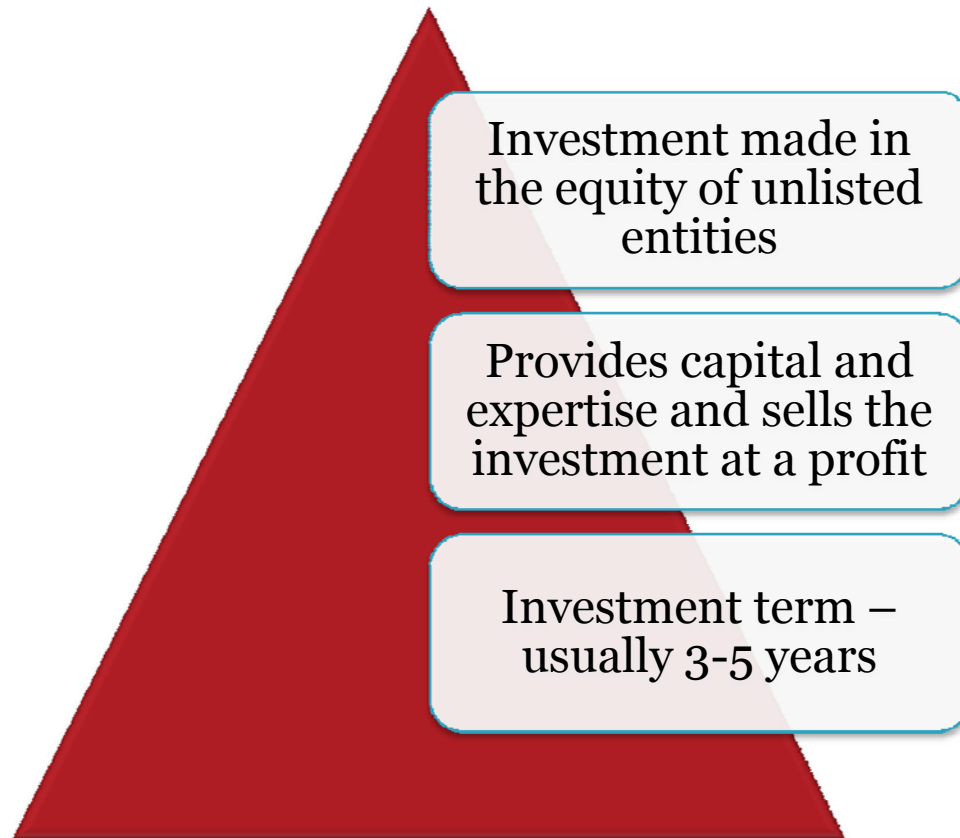 Investment made in
the equity of unlisted
entities
Provides capital and
expertise and sells the
investment at a profit
Investment term –
usually 3-5 years